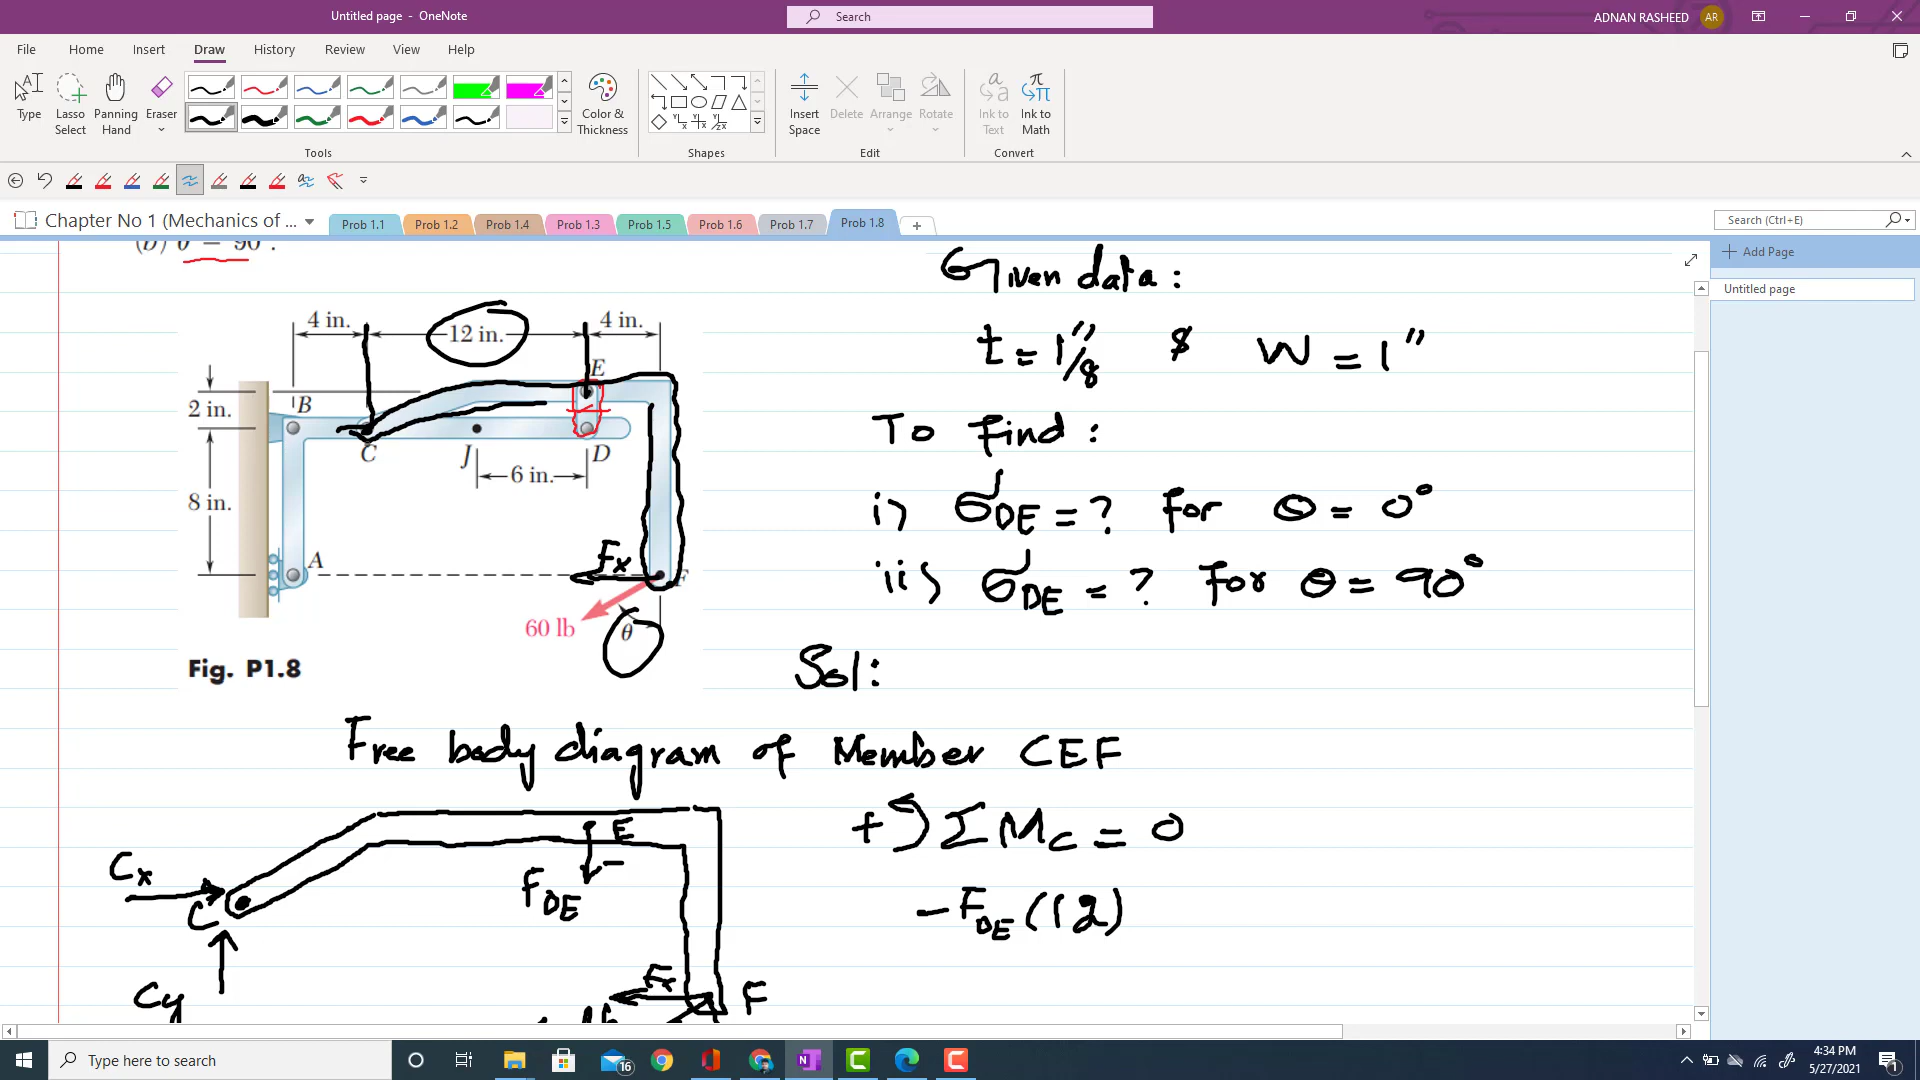 Untitled page - OneNote
Search
ADNAN RASHEED
AR
File Home Insert Draw History Review View Help
Type
Lasso Select
Panning Hand
Eraser
Color & Thickness
Insert Space
Delete
Arrange
Rotate
Ink to Text
Ink to Math
Tools Shapes Edit Convert
Chapter No 1 (Mechanics of ...
Prob 1.1 Prob 1.2 Prob 1.4 Prob 1.3 Prob 1.5 Prob 1.6 Prob 1.7 Prob 1.8
Search (Ctrl+E)
Add Page
Untitled page
(b) θ = 90°.
Given data:
t = 1/8" & W = 1"
To Find:
i) σDE = ? For θ = 0°
ii) σDE = ? For θ = 90°
4 in. 12 in. 4 in.
E
2 in. B
C J D
6 in.
8 in.
A Fx F
60 lb θ
Fig. P1.8
Sol:
Free body diagram of Member CEF
+ Σ Mc = 0
- FDE (12)
E
Cx
FDE
C
Fx F
Cy
Type here to search
16
4:34 PM
5/27/2021
1